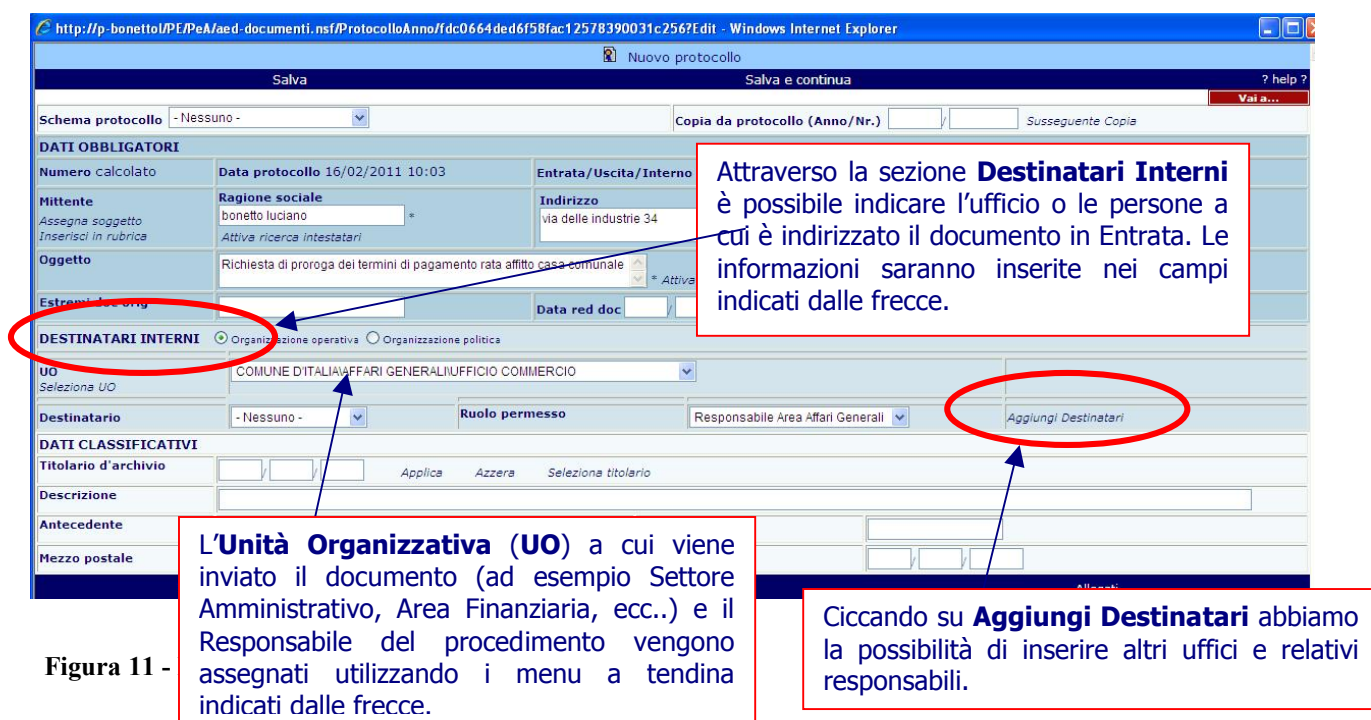 http://p-bonettol/PE/PeA/aed-documenti.nsf/ProtocolloAnno/fdc0664ded6f58fac12578390031c256?Edit - Windows Internet Explorer
Nuovo protocollo
Salva Salva e continua ? help ?
Vai a...
Schema protocollo - Nessuno - Copia da protocollo (Anno/Nr.) / Susseguente Copia
DATI OBBLIGATORI
Numero calcolato Data protocollo 16/02/2011 10:03 Entrata/Uscita/Interno
Mittente Ragione sociale Indirizzo
Assegna soggetto bonetto luciano * via delle industrie 34
Inserisci in rubrica Attiva ricerca intestatari
Oggetto Richiesta di proroga dei termini di pagamento rata affitto casa comunale * Attiva
Estremi doc orig Data red doc /
DESTINATARI INTERNI Organizzazione operativa Organizzazione politica
UO COMUNE D'ITALIA\AFFARI GENERALI\UFFICIO COMMERCIO
Seleziona UO
Destinatario - Nessuno - Ruolo permesso Responsabile Area Affari Generali Aggiungi Destinatari
DATI CLASSIFICATIVI
Titolario d'archivio / / Applica Azzera Seleziona titolario
Descrizione
Antecedente
Mezzo postale / /
Allegati
Attraverso la sezione Destinatari Interni
è possibile indicare l'ufficio o le persone a
cui è indirizzato il documento in Entrata. Le
informazioni saranno inserite nei campi
indicati dalle frecce.
L'Unità Organizzativa (UO) a cui viene
inviato il documento (ad esempio Settore
Amministrativo, Area Finanziaria, ecc..) e il
Responsabile del procedimento vengono
assegnati utilizzando i menu a tendina
indicati dalle frecce.
Ciccando su Aggiungi Destinatari abbiamo
la possibilità di inserire altri uffici e relativi
responsabili.
Figura 11 -